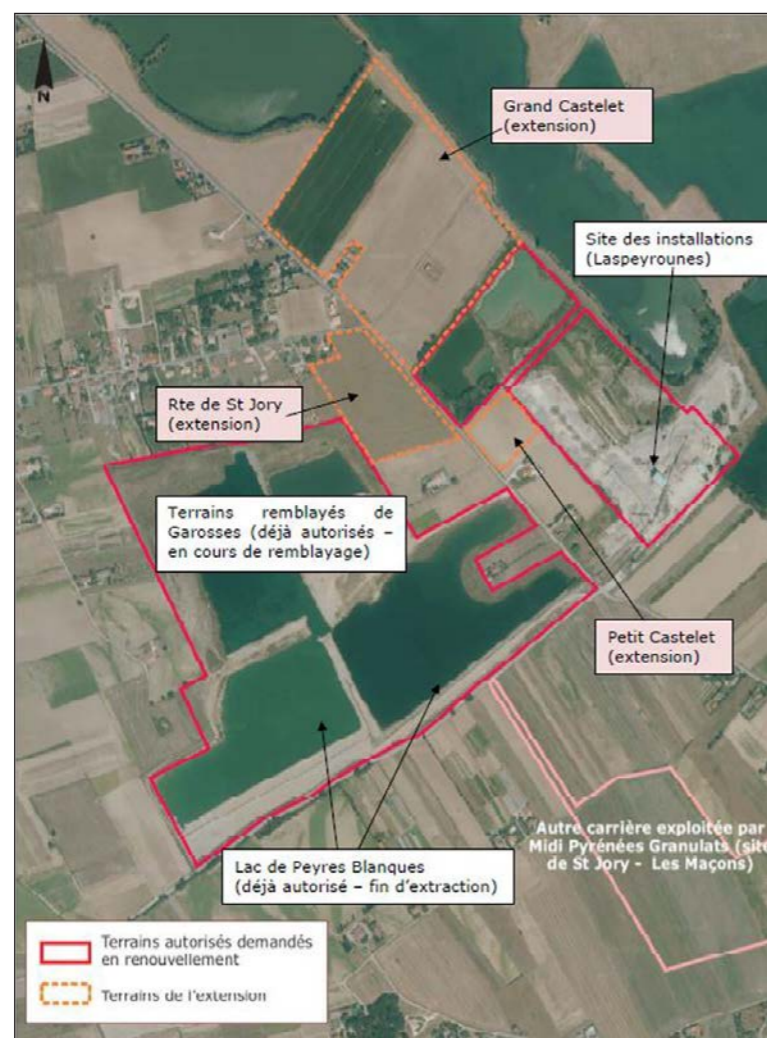 N
Grand Castelet
(extension)
Site des installations
(Laspeyrounes)
Rte de St Jory
(extension)
Terrains remblayés de
Garosses (déjà autorisés –
en cours de remblayage)
Petit Castelet
(extension)
Autre carrière exploitée par
Midi Pyrénées Granulats (site
de St Jory - Les Maçons)
Lac de Peyres Blanques
(déjà autorisé – fin d'extraction)
Terrains autorisés demandés
en renouvellement
Terrains de l'extension